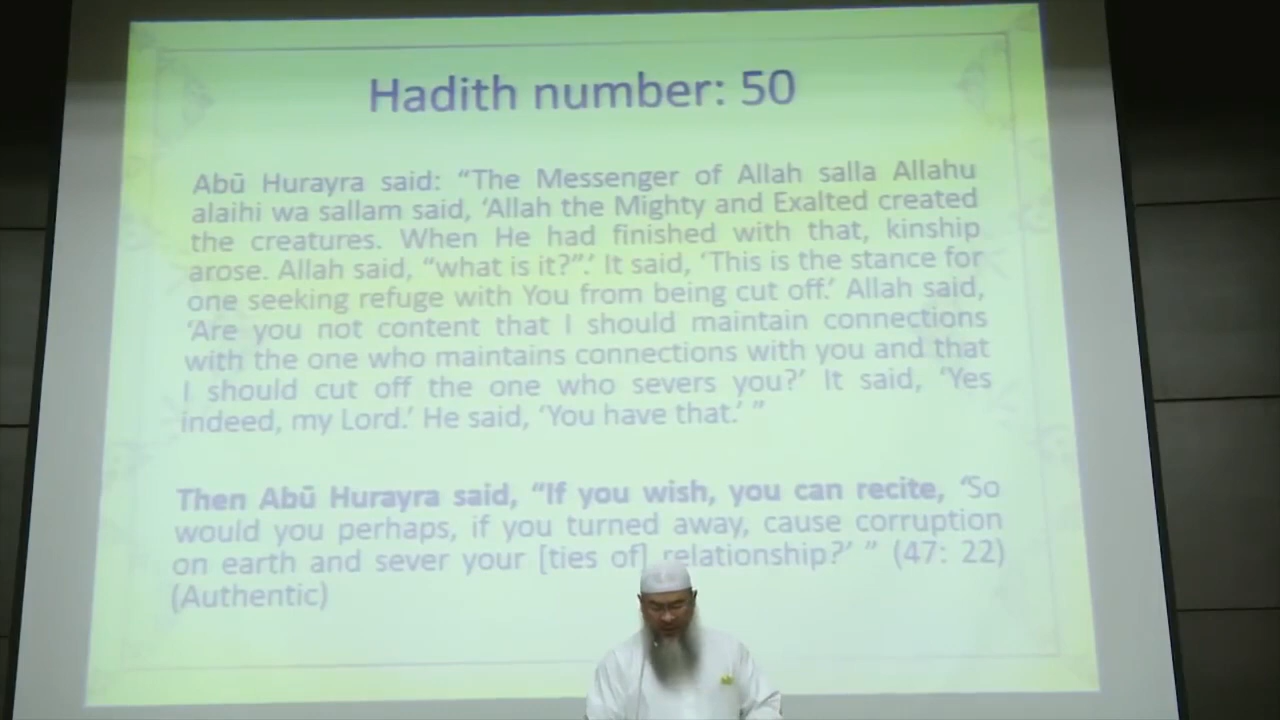 Hadith number: 50
Abū Hurayra said: “The Messenger of Allah salla Allahu
alaihi wa sallam said, ‘Allah the Mighty and Exalted created
the creatures. When He had finished with that, kinship
arose. Allah said, “what is it?”.’ It said, ‘This is the stance for
one seeking refuge with You from being cut off.’ Allah said,
‘Are you not content that I should maintain connections
with the one who maintains connections with you and that
I should cut off the one who severs you?’ It said, ‘Yes
indeed, my Lord.’ He said, ‘You have that.’ ”
Then Abū Hurayra said, “If you wish, you can recite, ‘So
would you perhaps, if you turned away, cause corruption
on earth and sever your [ties of] relationship?’ ” (47: 22)
(Authentic)